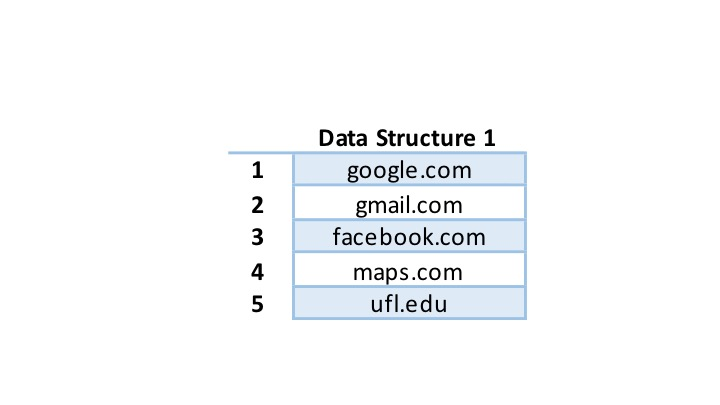 Data Structure 1
1 google.com
2 gmail.com
3 facebook.com
4 maps.com
5 ufl.edu